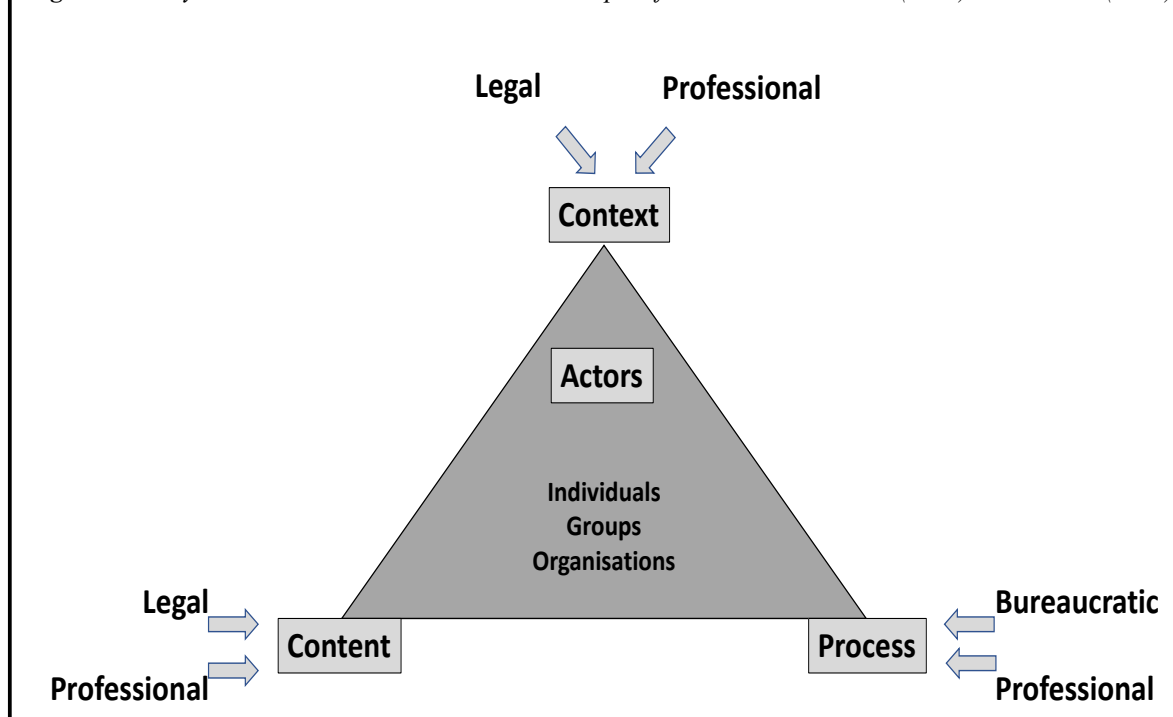 Legal Professional
Context
Actors
Individuals
Groups
Organisations
Legal
Bureaucratic
Content
Process
Professional
Professional